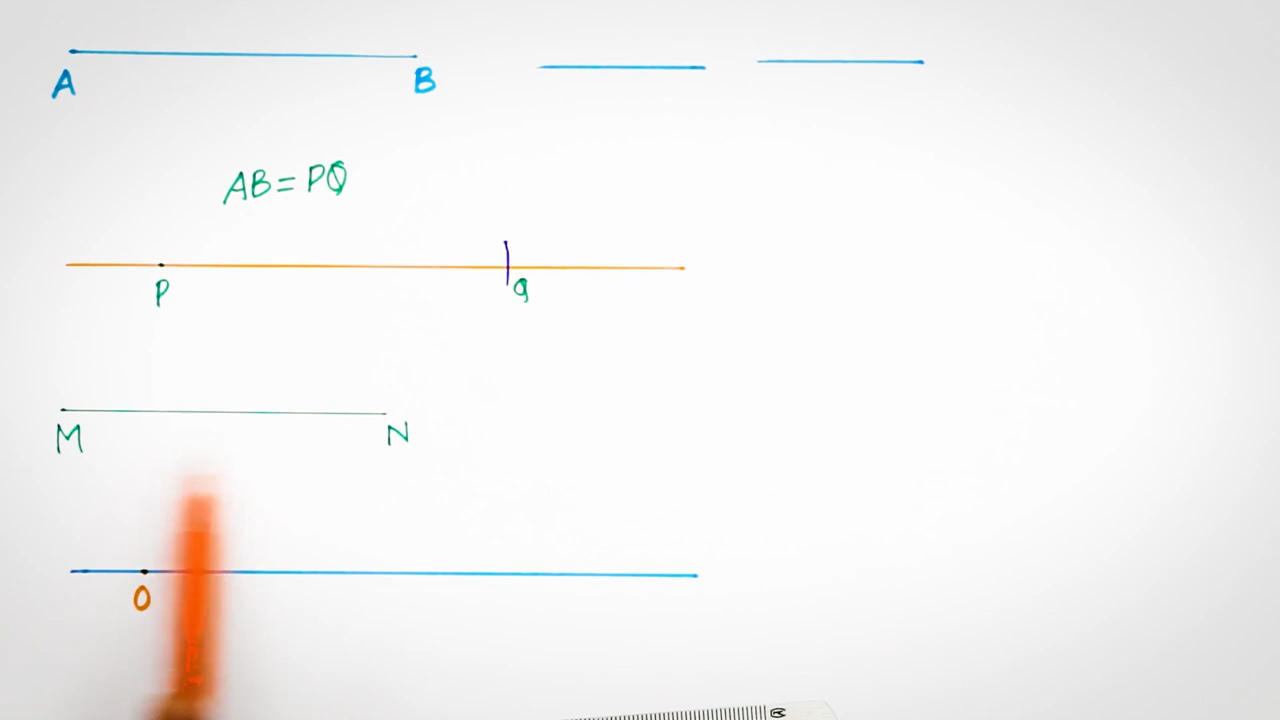 A B
AB = PQ
P Q
M N
O